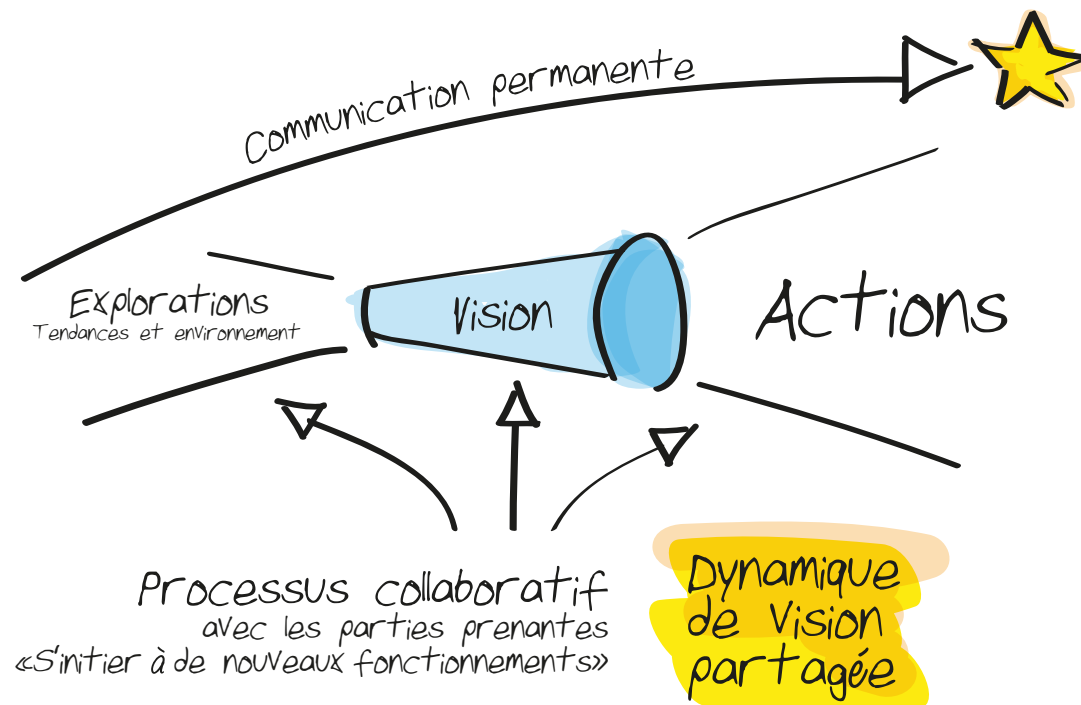 Communication permanente
Explorations
Tendances et environnement
Vision
Actions
Processus collaboratif
avec les parties prenantes
«S'initier à de nouveaux fonctionnements»
Dynamique
de vision
partagée